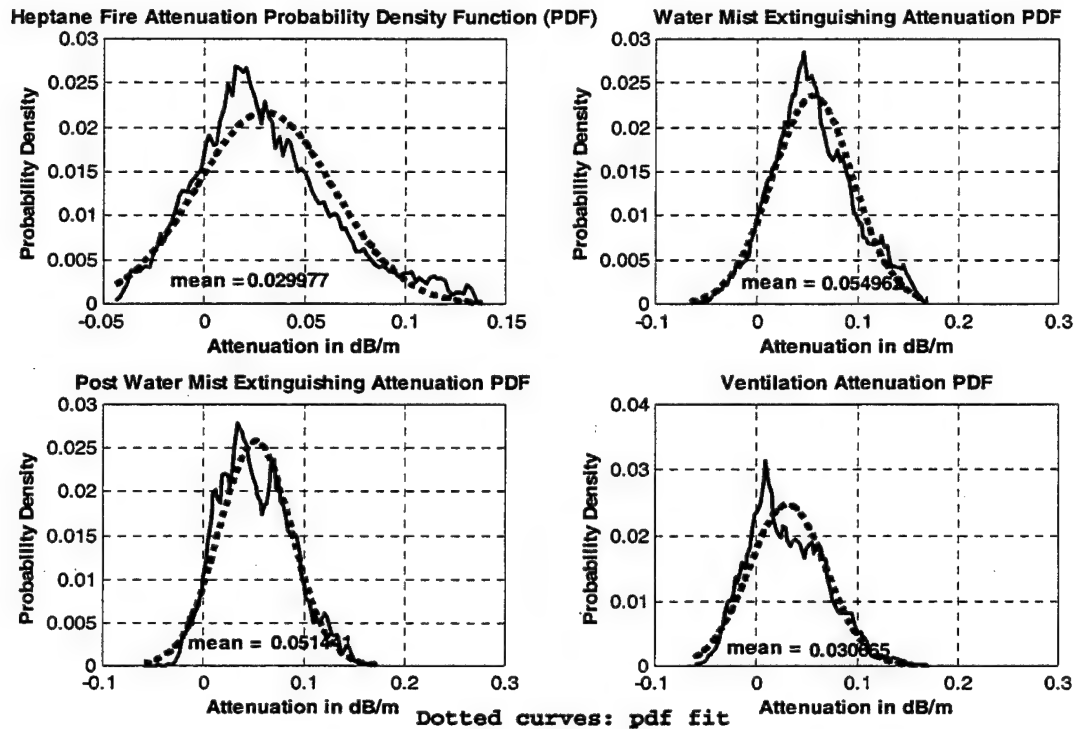 Heptane Fire Attenuation Probability Density Function (PDF)
0.03
0.025
0.02
0.015
0.01
0.005
0
Probability Density
mean = 0.029977
-0.05
0
0.05
0.1
0.15
Attenuation in dB/m
Water Mist Extinguishing Attenuation PDF
0.03
0.025
0.02
0.015
0.01
0.005
0
Probability Density
mean =
-0.1
0
0.1
0.2
0.3
Attenuation in dB/m
Post Water Mist Extinguishing Attenuation PDF
0.03
0.025
0.02
0.015
0.01
0.005
0
Probability Density
mean =
-0.1
0
0.1
0.2
0.3
Attenuation in dB/m
Ventilation Attenuation PDF
0.04
0.03
0.02
0.01
0
Probability Density
mean =
-0.1
0
0.1
0.2
0.3
Attenuation in dB/m
Dotted curves: pdf fit